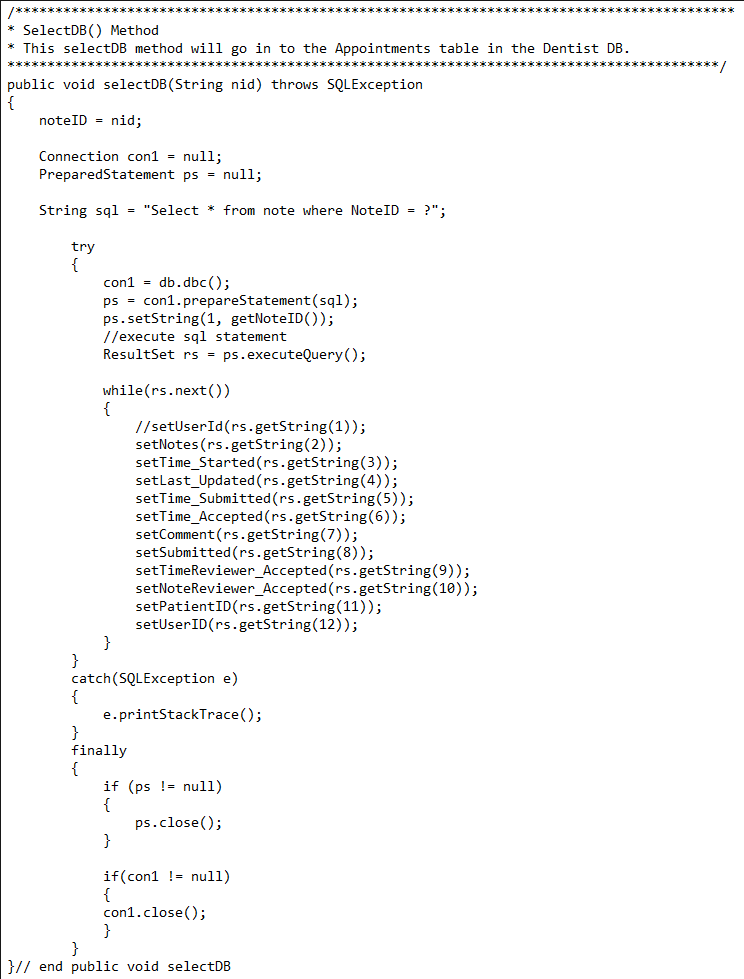 /******************************************************************************************
* SelectDB() Method
* This selectDB method will go in to the Appointments table in the Dentist DB.
*****************************************************************************************/
public void selectDB(String nid) throws SQLException
{
    noteID = nid;

    Connection con1 = null;
    PreparedStatement ps = null;

    String sql = "Select * from note where NoteID = ?";

        try
        {
            con1 = db.dbc();
            ps = con1.prepareStatement(sql);
            ps.setString(1, getNoteID());
            //execute sql statement
            ResultSet rs = ps.executeQuery();

            while(rs.next())
            {
                //setUserId(rs.getString(1));
                setNotes(rs.getString(2));
                setTime_Started(rs.getString(3));
                setLast_Updated(rs.getString(4));
                setTime_Submitted(rs.getString(5));
                setTime_Accepted(rs.getString(6));
                setComment(rs.getString(7));
                setSubmitted(rs.getString(8));
                setTimeReviewer_Accepted(rs.getString(9));
                setNoteReviewer_Accepted(rs.getString(10));
                setPatientID(rs.getString(11));
                setUserID(rs.getString(12));
            }
        }
        catch(SQLException e)
        {
            e.printStackTrace();
        }
        finally
        {
            if (ps != null)
            {
                ps.close();
            }

            if(con1 != null)
            {
            con1.close();
            }
        }
}// end public void selectDB